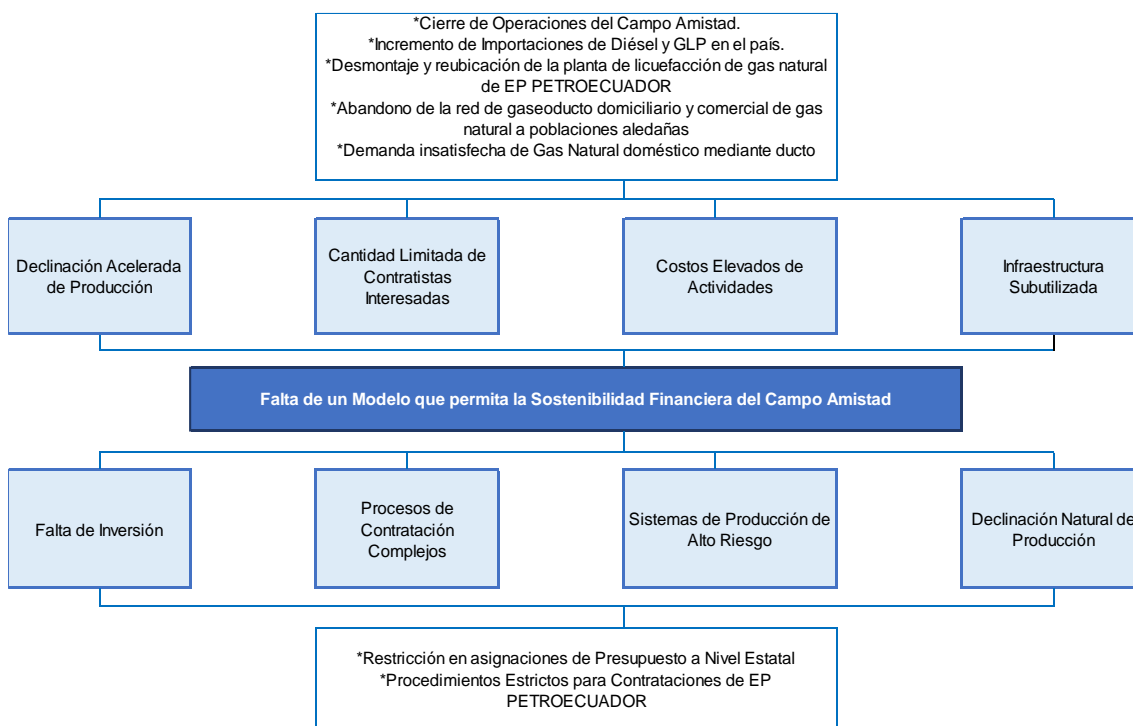 *Cierre de Operaciones del Campo Amistad.
*Incremento de Importaciones de Diésel y GLP en el país.
*Desmontaje y reubicación de la planta de licuefacción de gas natural
de EP PETROECUADOR
*Abandono de la red de gaseoducto domiciliario y comercial de gas
natural a poblaciones aledañas
*Demanda insatisfecha de Gas Natural doméstico mediante ducto
Declinación Acelerada
de Producción
Cantidad Limitada de
Contratistas
Interesadas
Costos Elevados de
Actividades
Infraestructura
Subutilizada
Falta de un Modelo que permita la Sostenibilidad Financiera del Campo Amistad
Falta de Inversión
Procesos de
Contratación
Complejos
Sistemas de Producción de
Alto Riesgo
Declinación Natural de
Producción
*Restricción en asignaciones de Presupuesto a Nivel Estatal
*Procedimientos Estrictos para Contrataciones de EP
PETROECUADOR